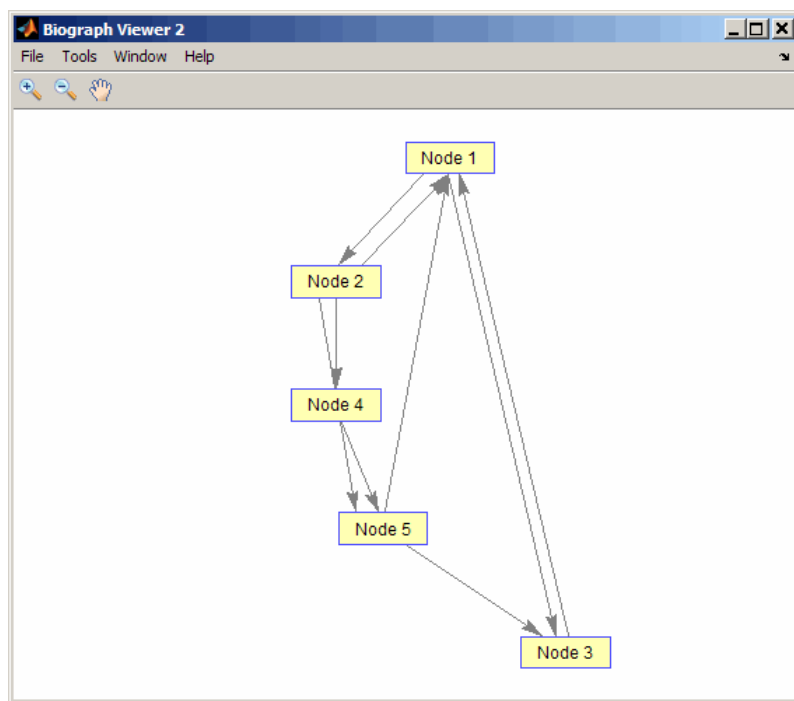 Biograph Viewer 2
File Tools Window Help
Node 1
Node 2
Node 4
Node 5
Node 3